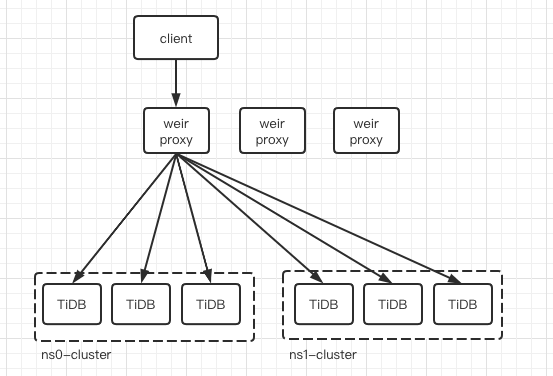 client
weir
proxy
weir
proxy
weir
proxy
TiDB
TiDB
TiDB
TiDB
TiDB
TiDB
ns0-cluster
ns1-cluster